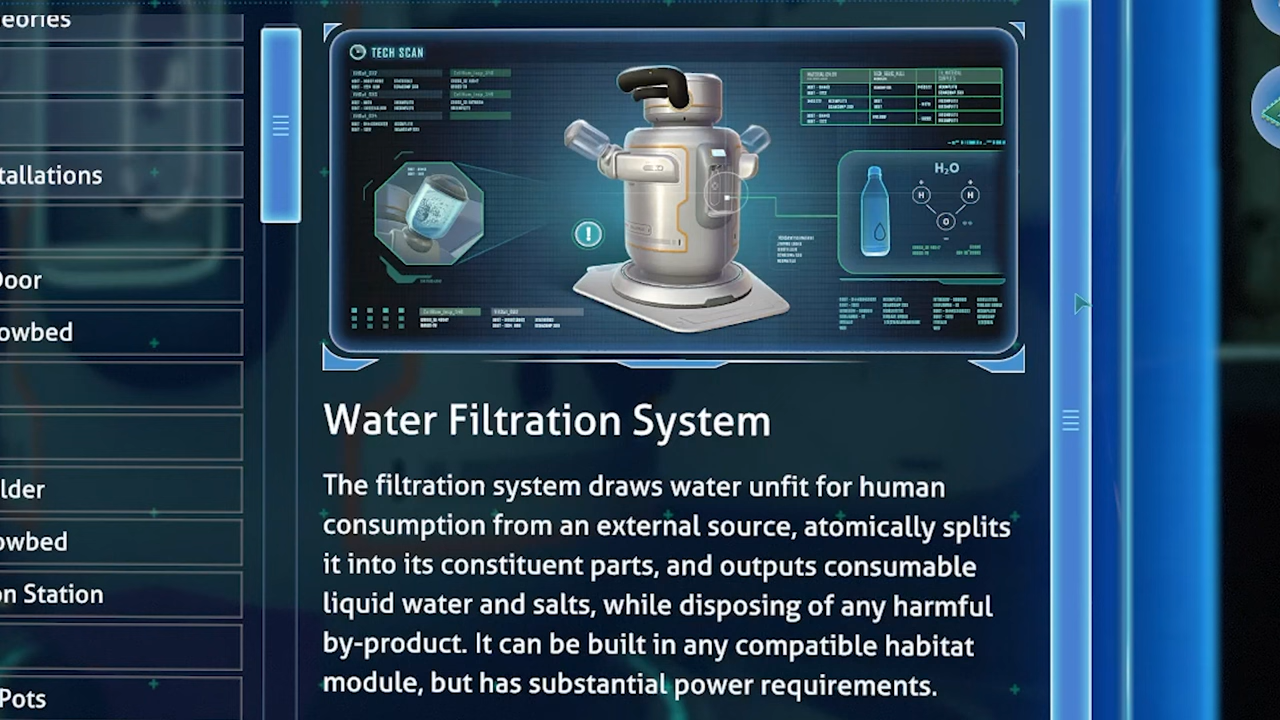 eories
tallations
Door
owbed
lder
owbed
on Station
Pots
TECH SCAN
H₂O
H
H
O
Water Filtration System
The filtration system draws water unfit for human
consumption from an external source, atomically splits
it into its constituent parts, and outputs consumable
liquid water and salts, while disposing of any harmful
by-product. It can be built in any compatible habitat
module, but has substantial power requirements.